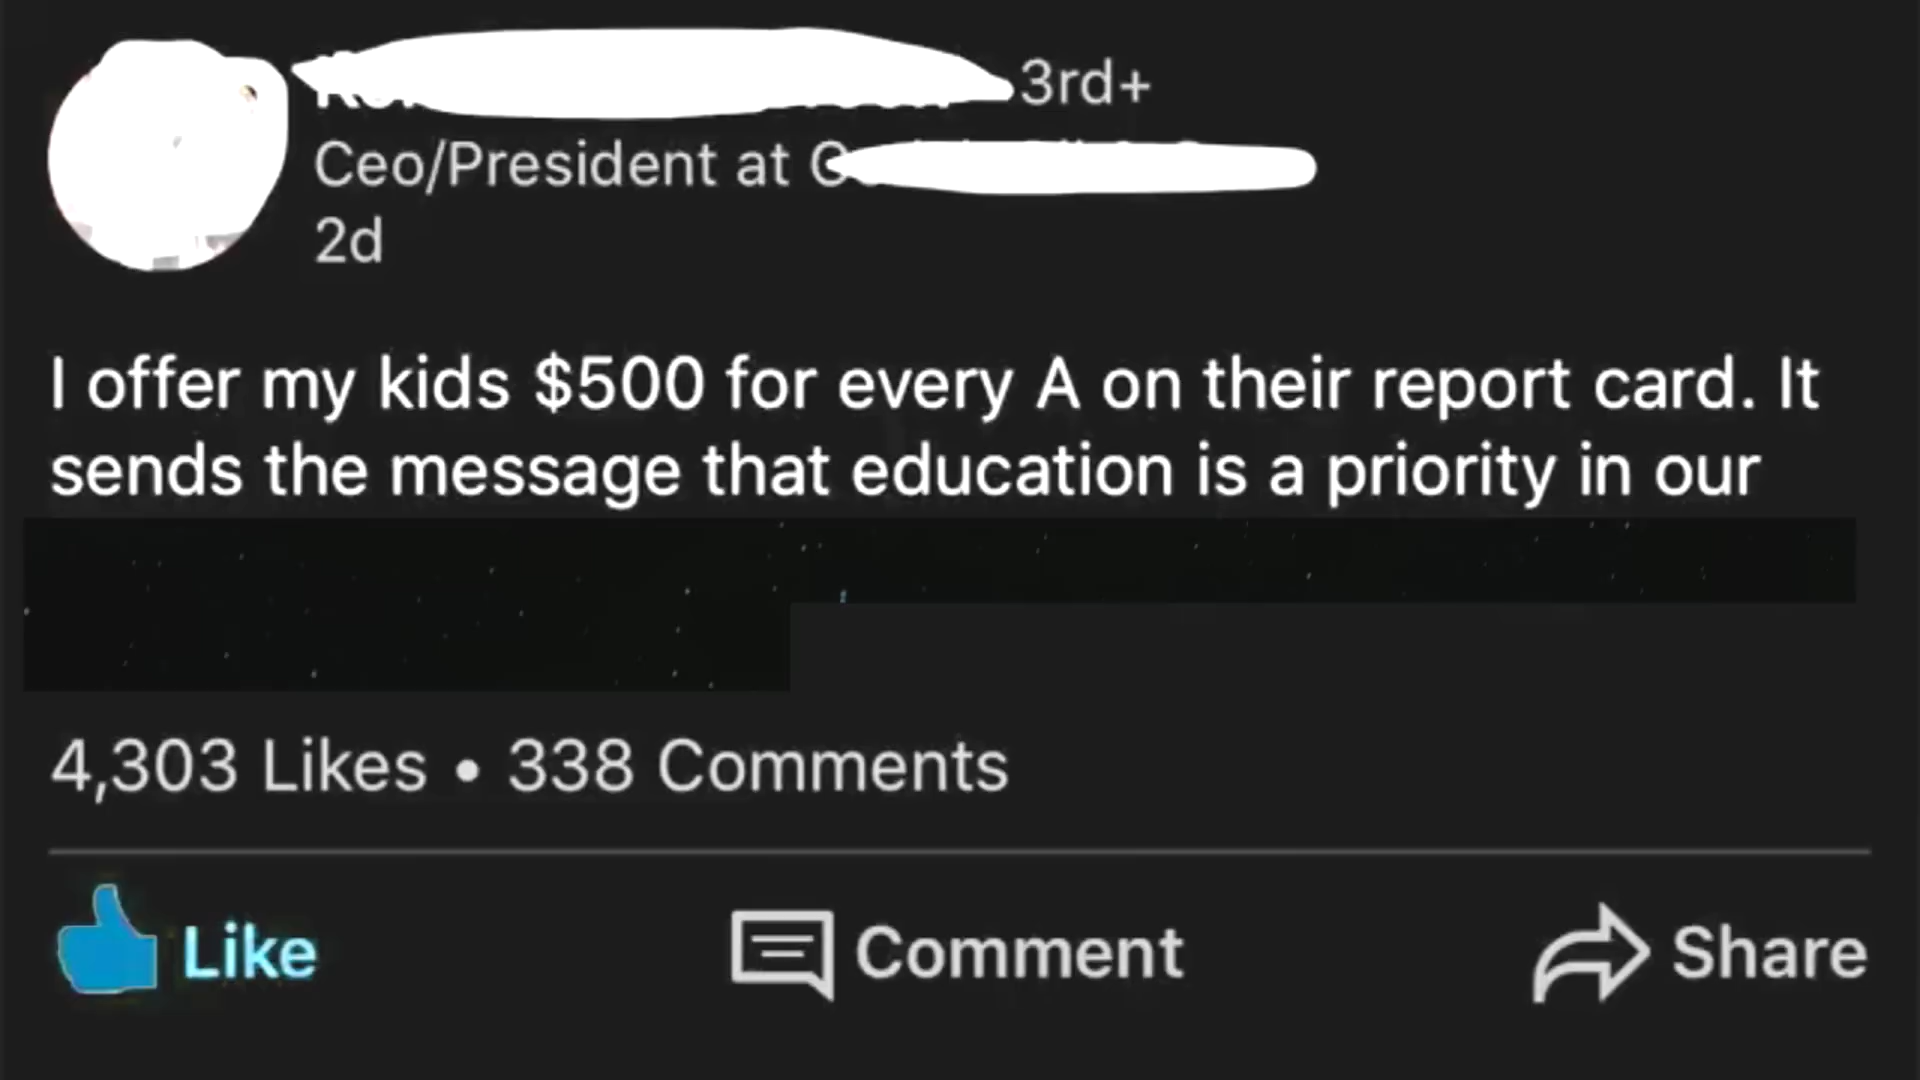 3rd+
Ceo/President at
2d
I offer my kids $500 for every A on their report card. It
sends the message that education is a priority in our
4,303 Likes • 338 Comments
Like
Comment
Share